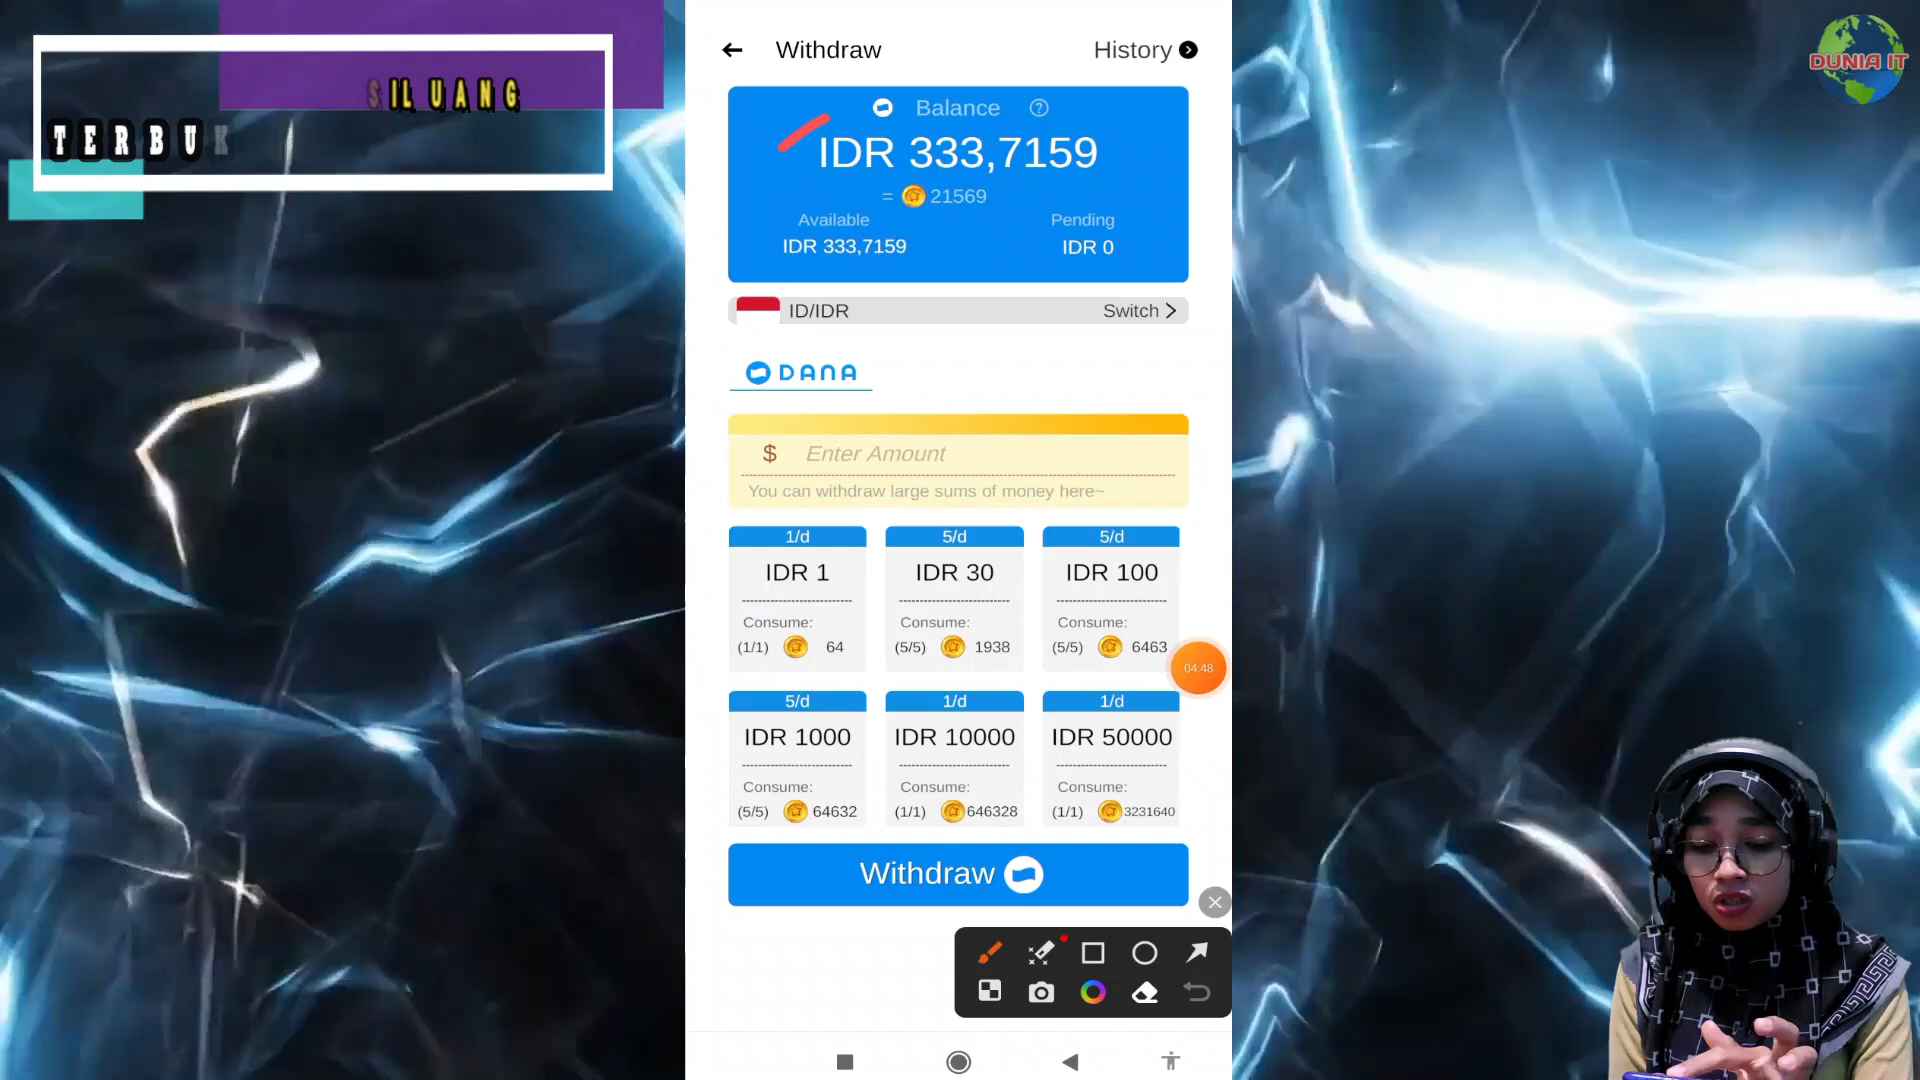 SIL UANG
TERBUK
Withdraw
History
Balance
IDR 333,7159
= 21569
Available
Pending
IDR 333,7159
IDR 0
ID/IDR
Switch
DANA
$ Enter Amount
You can withdraw large sums of money here~
1/d
5/d
5/d
IDR 1
IDR 30
IDR 100
Consume:
Consume:
Consume:
(1/1) 64
(5/5) 1938
(5/5) 6463
04:48
5/d
1/d
1/d
IDR 1000
IDR 10000
IDR 50000
Consume:
Consume:
Consume:
(5/5) 64632
(1/1) 646328
(1/1) 3231640
Withdraw
DUNIA IT